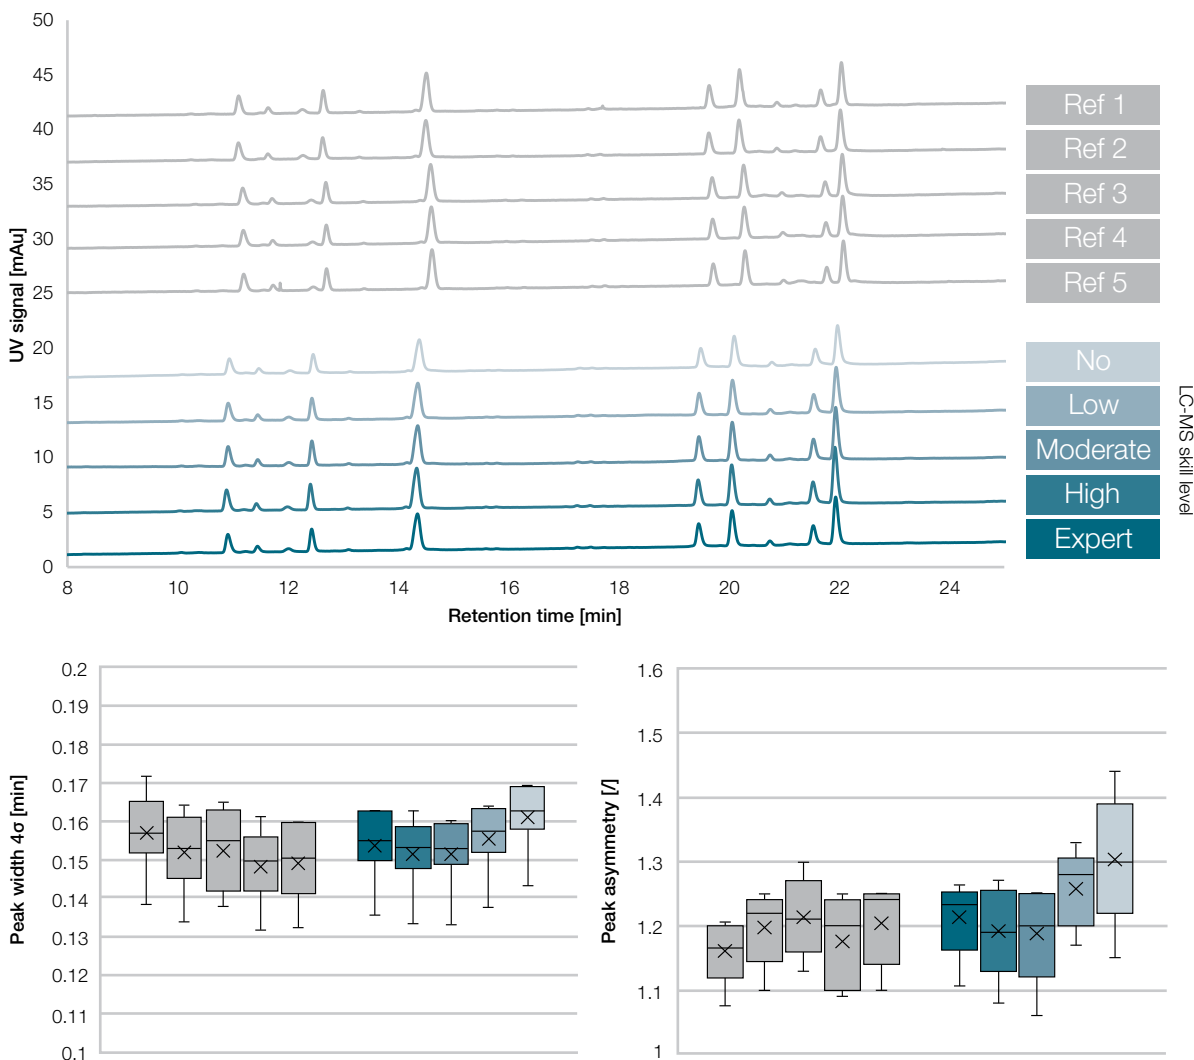 50
45
40
35
30
25
20
15
10
5
0
UV signal [mAu]
8 10 12 14 16 18 20 22 24
Retention time [min]
Ref 1
Ref 2
Ref 3
Ref 4
Ref 5
No
Low
Moderate
High
Expert
LC-MS skill level
0.2
0.19
0.18
0.17
0.16
0.15
0.14
0.13
0.12
0.11
0.1
Peak width 4σ [min]
1.6
1.5
1.4
1.3
1.2
1.1
1
Peak asymmetry [/]